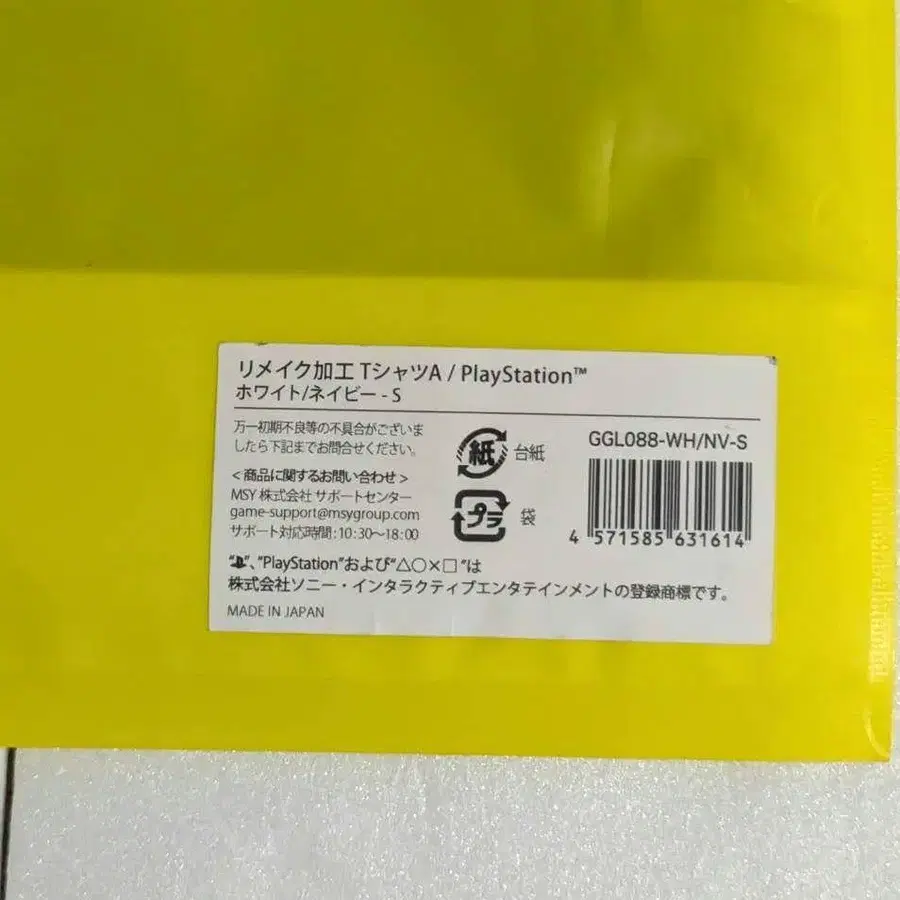 リメイク加工 TシャツA / PlayStation™
ホワイト/ネイビー - S
万一初期不良等の不具合がございま
したら下記までお問合せください。
< 商品に関するお問い合わせ >
MSY 株式会社 サポートセンター
game-support@msygroup.com
サポート対応時間 : 10 : 30〜18 : 00
紙 台紙
プラ 袋
GGL088-WH/NV-S
4 571585 631614
“PS”、“PlayStation”および“△○×□”は
株式会社ソニー・インタラクティブエンタテインメントの登録商標です。
MADE IN JAPAN